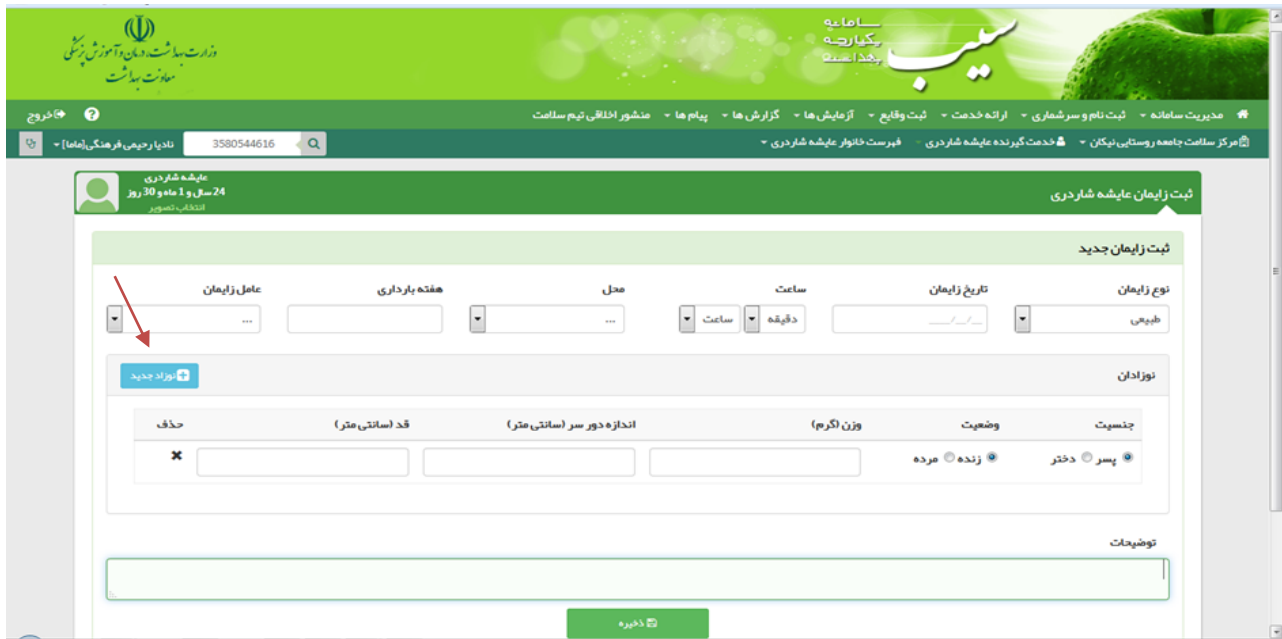 وزارت بهداشت، درمان و آموزش پزشکی
معاونت بهداشت
سامانه
یکپارچه
بهداشت
سیب
مدیریت سامانه
ثبت نام و سرشماری
ارائه خدمت
ثبت وقایع
آزمایش ها
گزارش ها
پیام ها
منشور اخلاقی تیم سلامت
خروج
مرکز سلامت جامعه روستایی نیکان
خدمت گیرنده عایشه شاردری
فهرست خانوار عایشه شاردری
3580544616
نادیا رحیمی فرهنگی[ماما]
ثبت زایمان عایشه شاردری
عایشه شاردری
24 سال و 1 ماه و 30 روز
انتخاب تصویر
ثبت زایمان جدید
نوع زایمان تاریخ زایمان ساعت محل هفته بارداری عامل زایمان
طبیعی __/__/____ دقیقه ساعت ... ...
نوزادان
نوزاد جدید
جنسیت وضعیت وزن (گرم) اندازه دور سر (سانتی متر) قد (سانتی متر) حذف
پسر دختر زنده مرده
توضیحات
ذخیره